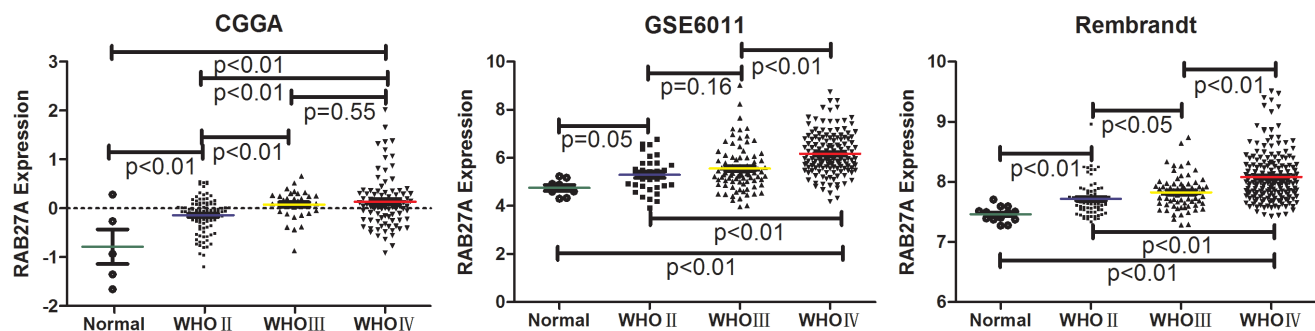 CGGA
RAB27A Expression
3
2
1
0
-1
-2
p<0.01
p<0.01
p=0.55
p<0.01
p<0.01
Normal
WHO Ⅱ
WHOⅢ
WHOⅣ
GSE6011
RAB27A Expression
10
8
6
4
2
0
p<0.01
p=0.16
p=0.05
p<0.01
p<0.01
Normal
WHO Ⅱ
WHOⅢ
WHOⅣ
Rembrandt
RAB27A Expression
10
9
8
7
6
p<0.01
p<0.05
p<0.01
p<0.01
p<0.01
Normal
WHO Ⅱ
WHOⅢ
WHOⅣ